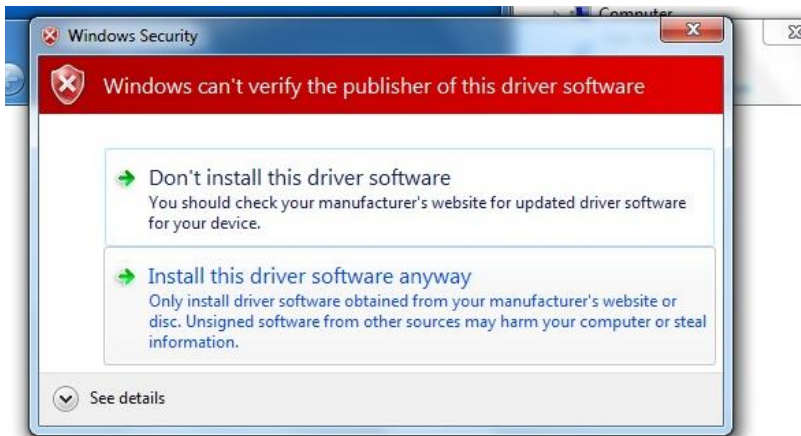 Computer
Windows Security
Windows can't verify the publisher of this driver software
Don't install this driver software
You should check your manufacturer's website for updated driver software
for your device.
Install this driver software anyway
Only install driver software obtained from your manufacturer's website or
disc. Unsigned software from other sources may harm your computer or steal
information.
See details